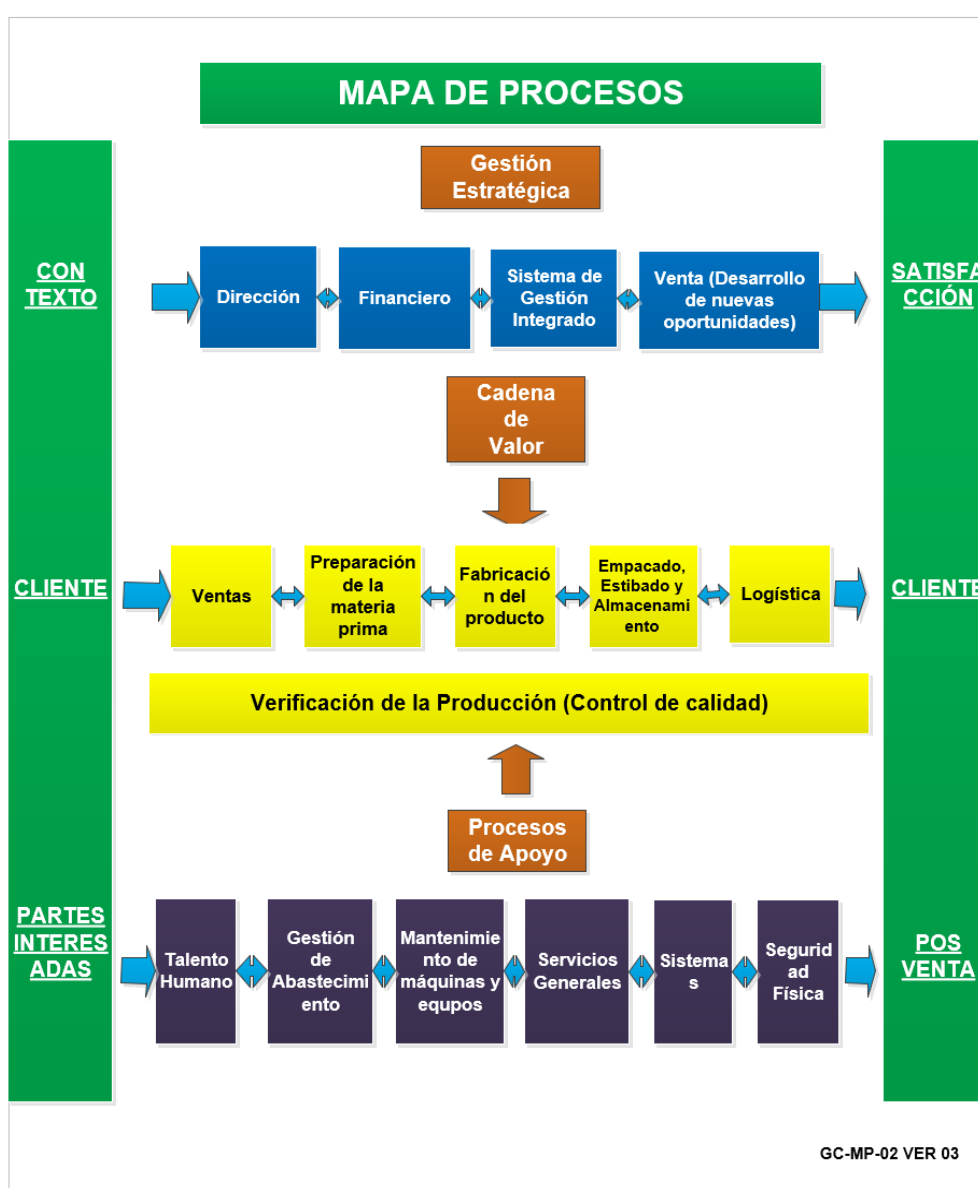 MAPA DE PROCESOS
Gestión
Estratégica
CON
TEXTO
Dirección
Financiero
Sistema de
Gestión
Integrado
Venta (Desarrollo
de nuevas
oportunidades)
SATISFA
CCIÓN
Cadena
de
Valor
CLIENTE
Ventas
Preparación
de la
materia
prima
Fabricació
n del
producto
Empacado,
Estibado y
Almacenami
ento
Logística
CLIENTE
Verificación de la Producción (Control de calidad)
Procesos
de Apoyo
PARTES
INTERES
ADAS
Talento
Humano
Gestión
de
Abastecimi
ento
Mantenimie
nto de
máquinas y
equpos
Servicios
Generales
Sistema
s
Segurid
ad
Física
POS
VENTA
GC-MP-02 VER 03